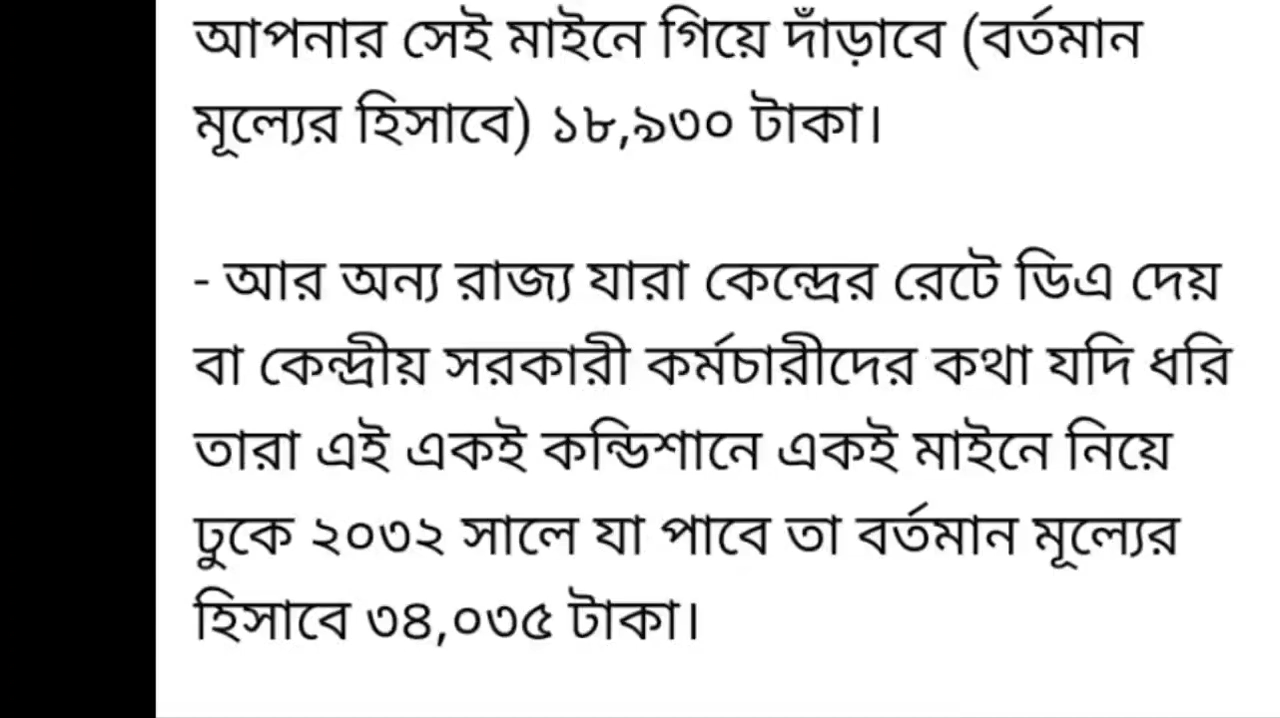 আপনার সেই মাইনে গিয়ে দাঁড়াবে (বর্তমান
মূল্যের হিসাবে) ১৮,৯৩০ টাকা।
- আর অন্য রাজ্য যারা কেন্দ্রের রেটে ডিএ দেয়
বা কেন্দ্রীয় সরকারী কর্মচারীদের কথা যদি ধরি
তারা এই একই কন্ডিশানে একই মাইনে নিয়ে
ঢুকে ২০৩২ সালে যা পাবে তা বর্তমান মূল্যের
হিসাবে ৩৪,০৩৫ টাকা।